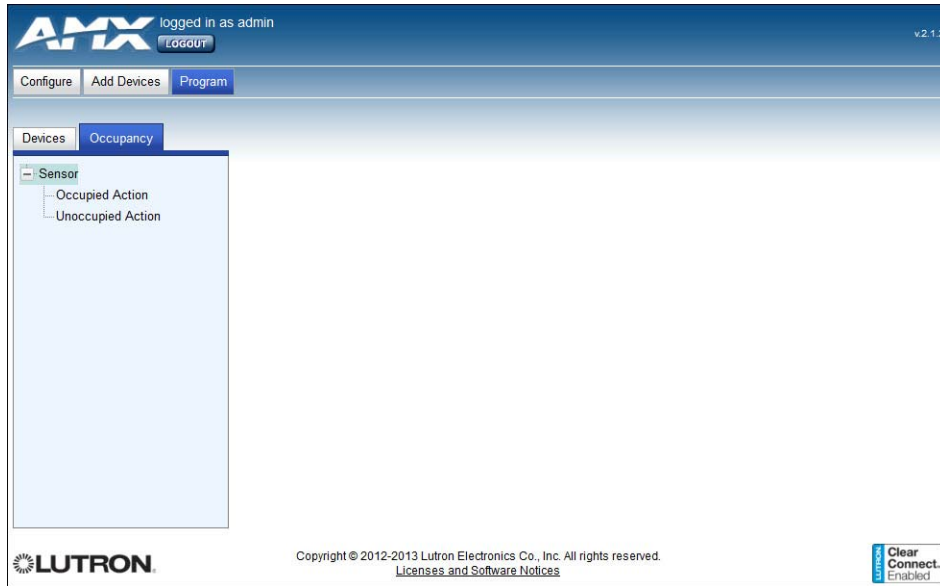 AMX
logged in as admin
LOGOUT
v.2.1.
Configure Add Devices Program
Devices Occupancy
Sensor
Occupied Action
Unoccupied Action
LUTRON.
Copyright © 2012-2013 Lutron Electronics Co., Inc. All rights reserved.
Licenses and Software Notices
LUTRON
Clear
Connect.
Enabled